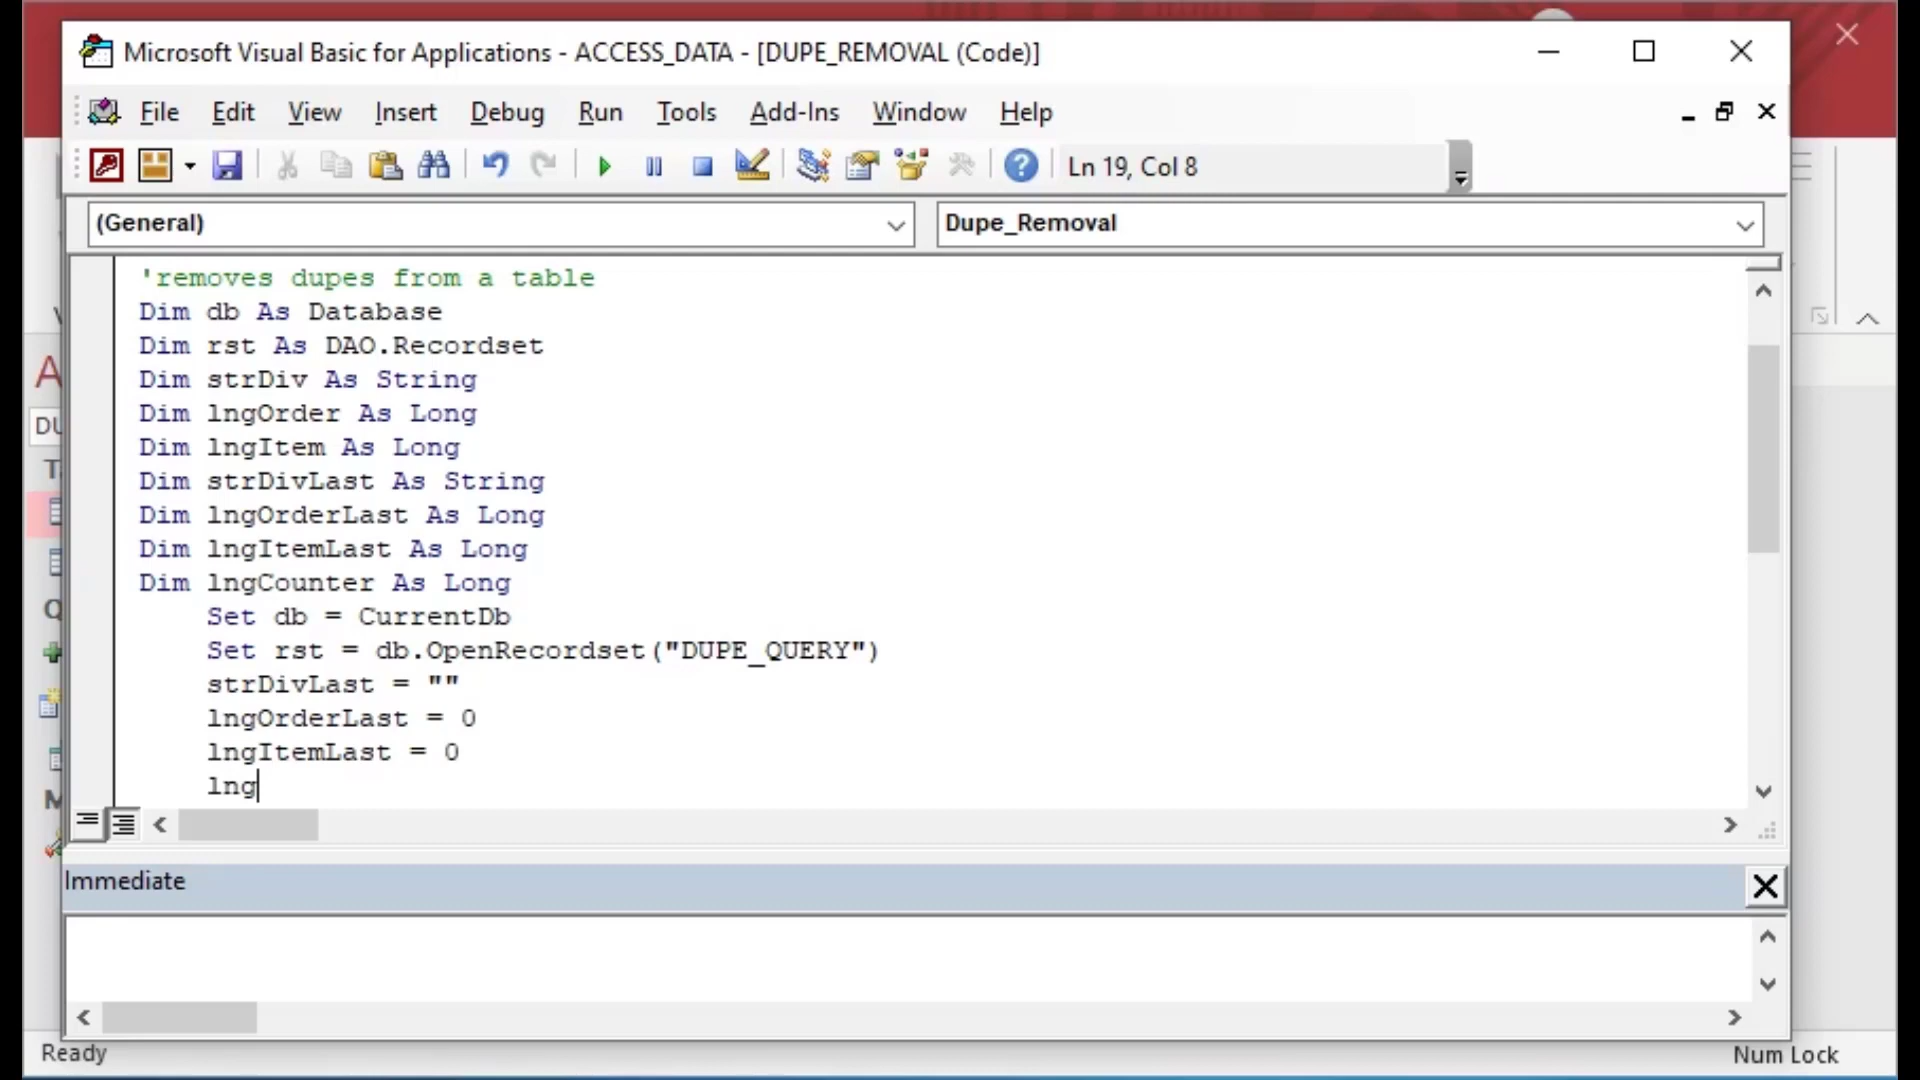 Microsoft Visual Basic for Applications - ACCESS_DATA - [DUPE_REMOVAL (Code)]
File Edit View Insert Debug Run Tools Add-Ins Window Help
Ln 19, Col 8
(General) Dupe_Removal
'removes dupes from a table
Dim db As Database
Dim rst As DAO.Recordset
Dim strDiv As String
Dim lngOrder As Long
Dim lngItem As Long
Dim strDivLast As String
Dim lngOrderLast As Long
Dim lngItemLast As Long
Dim lngCounter As Long
Set db = CurrentDb
Set rst = db.OpenRecordset("DUPE_QUERY")
strDivLast = ""
lngOrderLast = 0
lngItemLast = 0
lng
Immediate
Ready
Num Lock